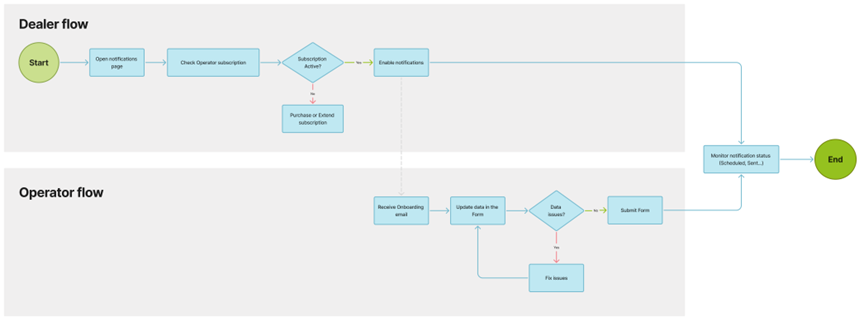 Dealer flow
Start
Open notifications
page
Check Operator subscription
Subscription
Active?
Yes
Enable notifications
No
Purchase or Extend
subscription
Monitor notification status
(Scheduled, Sent...)
End
Operator flow
Receive Onboarding
email
Update data in the
Form
Data
issues?
No
Submit Form
Yes
Fix issues